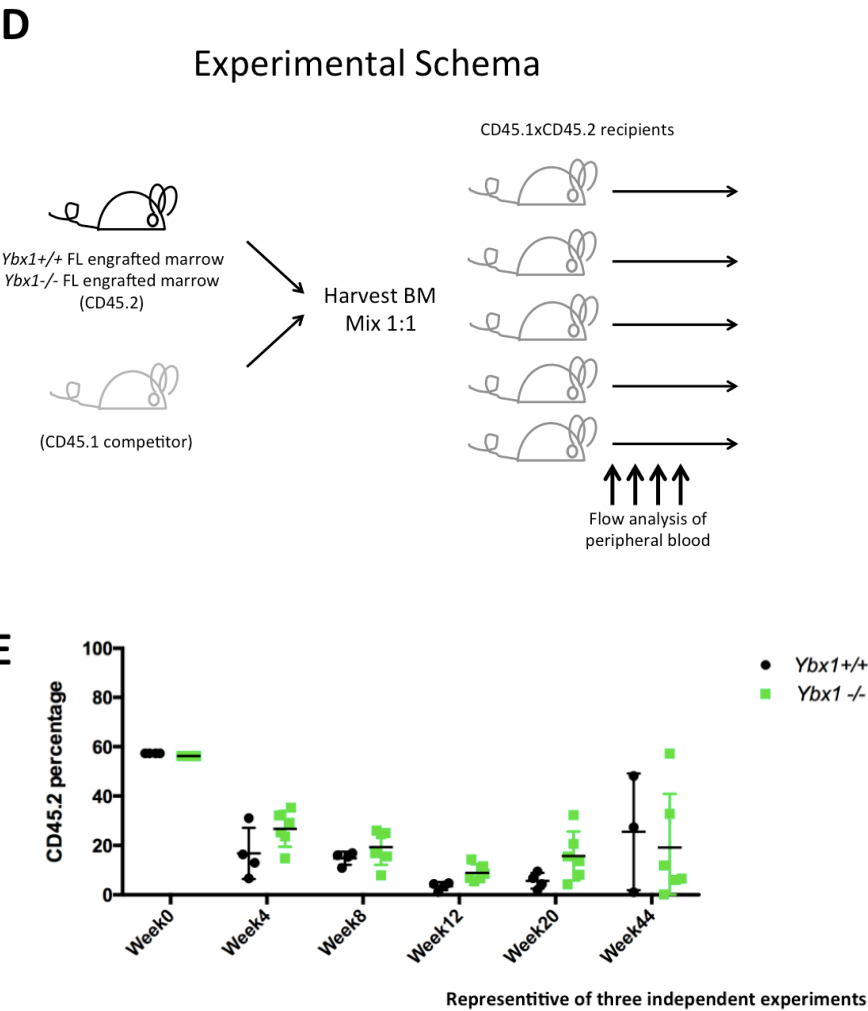 D
Experimental Schema
CD45.1xCD45.2 recipients
Ybx1+/+ FL engrafted marrow
Ybx1-/- FL engrafted marrow
(CD45.2)
Harvest BM
Mix 1:1
(CD45.1 competitor)
Flow analysis of
peripheral blood
E
100
80
60
40
20
0
CD45.2 percentage
Week0
Week4
Week8
Week12
Week20
Week44
Ybx1+/+
Ybx1 -/-
Representitive of three independent experiments